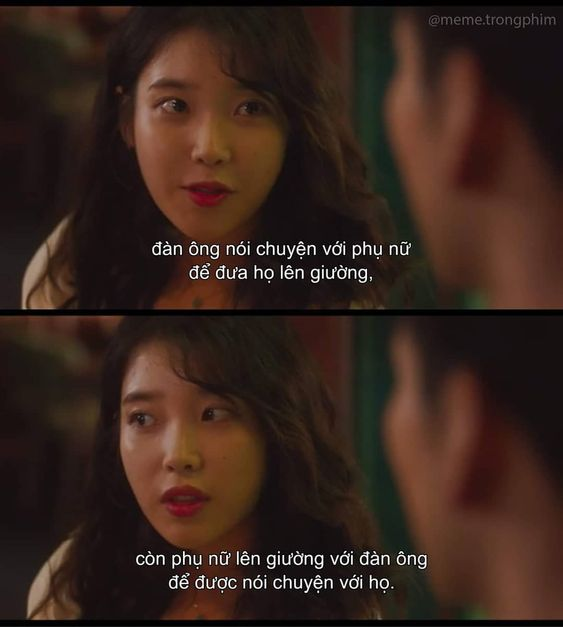 @meme.trongphim
đàn ông nói chuyện với phụ nữ
để đưa họ lên giường,
còn phụ nữ lên giường với đàn ông
để được nói chuyện với họ.